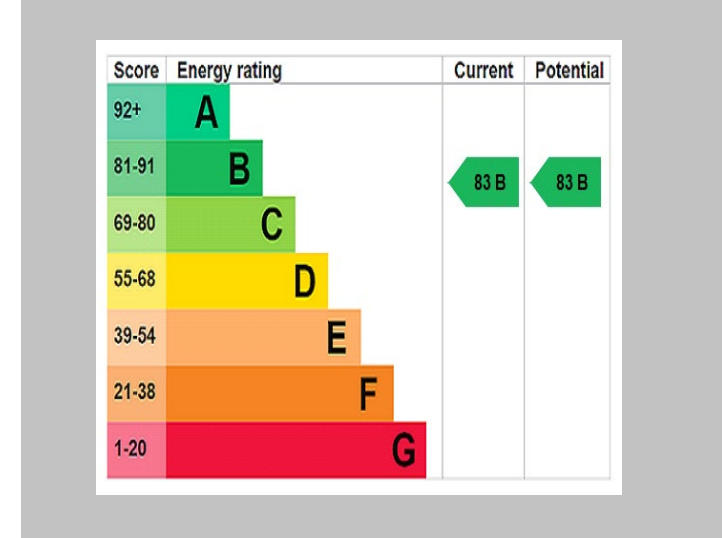 Score Energy rating Current Potential
92+ A
81-91 B 83 B 83 B
69-80 C
55-68 D
39-54 E
21-38 F
1-20 G